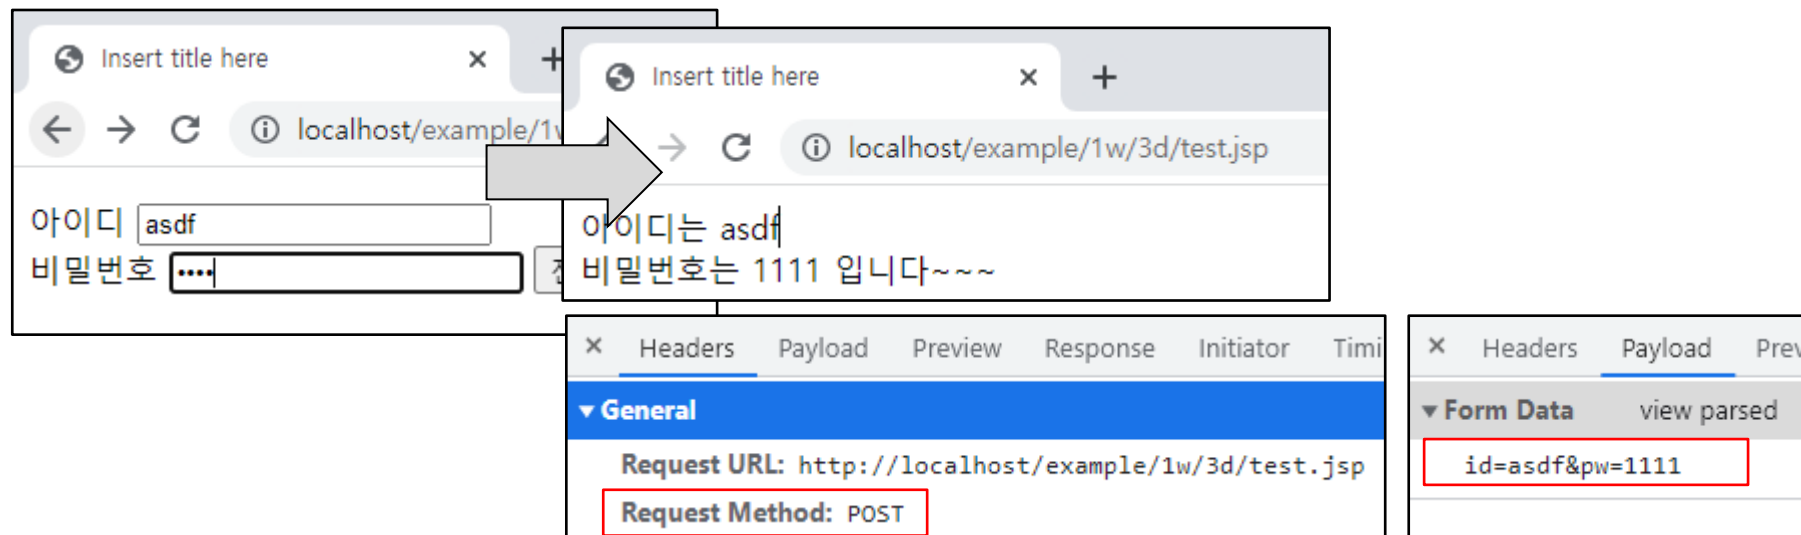 Insert title here
localhost/example/1w
아이디 asdf
비밀번호 ····
Insert title here
localhost/example/1w/3d/test.jsp
아이디는 asdf
비밀번호는 1111 입니다~~~
Headers Payload Preview Response Initiator
General
Request URL: http://localhost/example/1w/3d/test.jsp
Request Method: POST
Headers Payload
Form Data view parsed
id=asdf&pw=1111